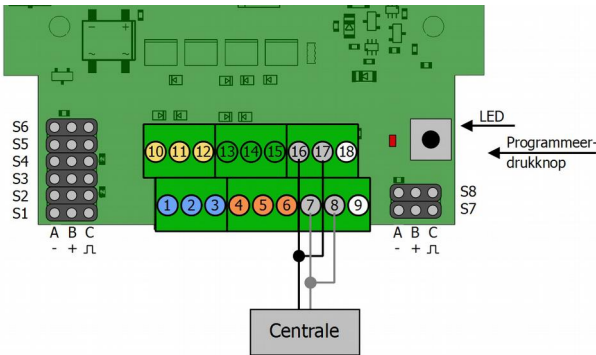 LED
Programmeer-
drukknop
S6
S5
S4
S3
S2
S1
A B C
- +
10 11 12 13 14 15 16 17 18
1 2 3 4 5 6 7 8 9
S8
S7
A B C
- +
Centrale